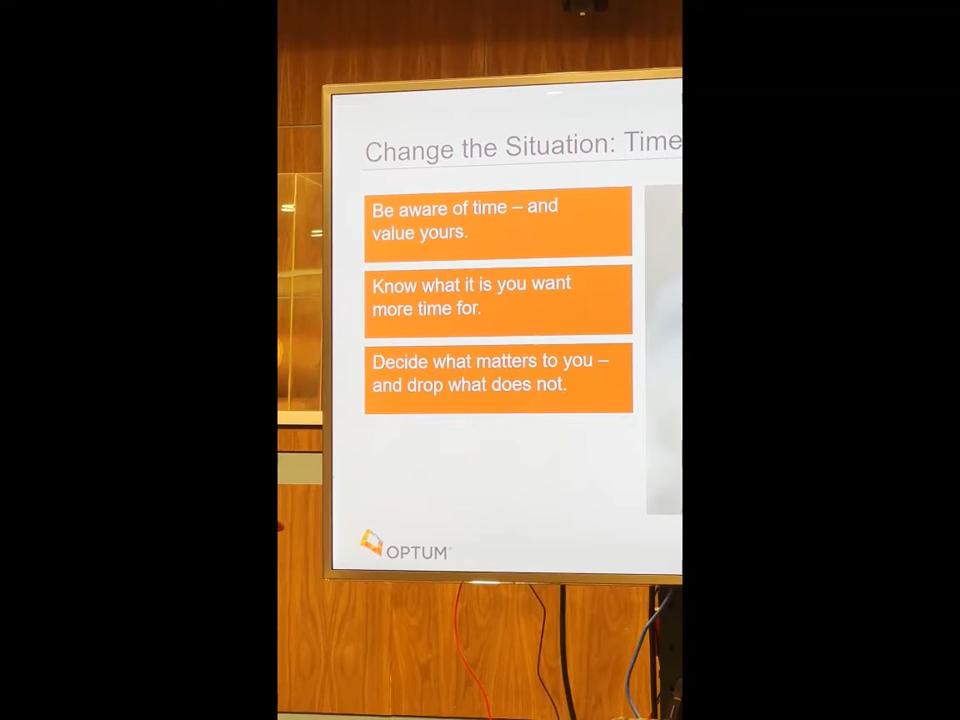 Change the Situation: Time
Be aware of time – and
value yours.
Know what it is you want
more time for.
Decide what matters to you –
and drop what does not.
OPTUM®